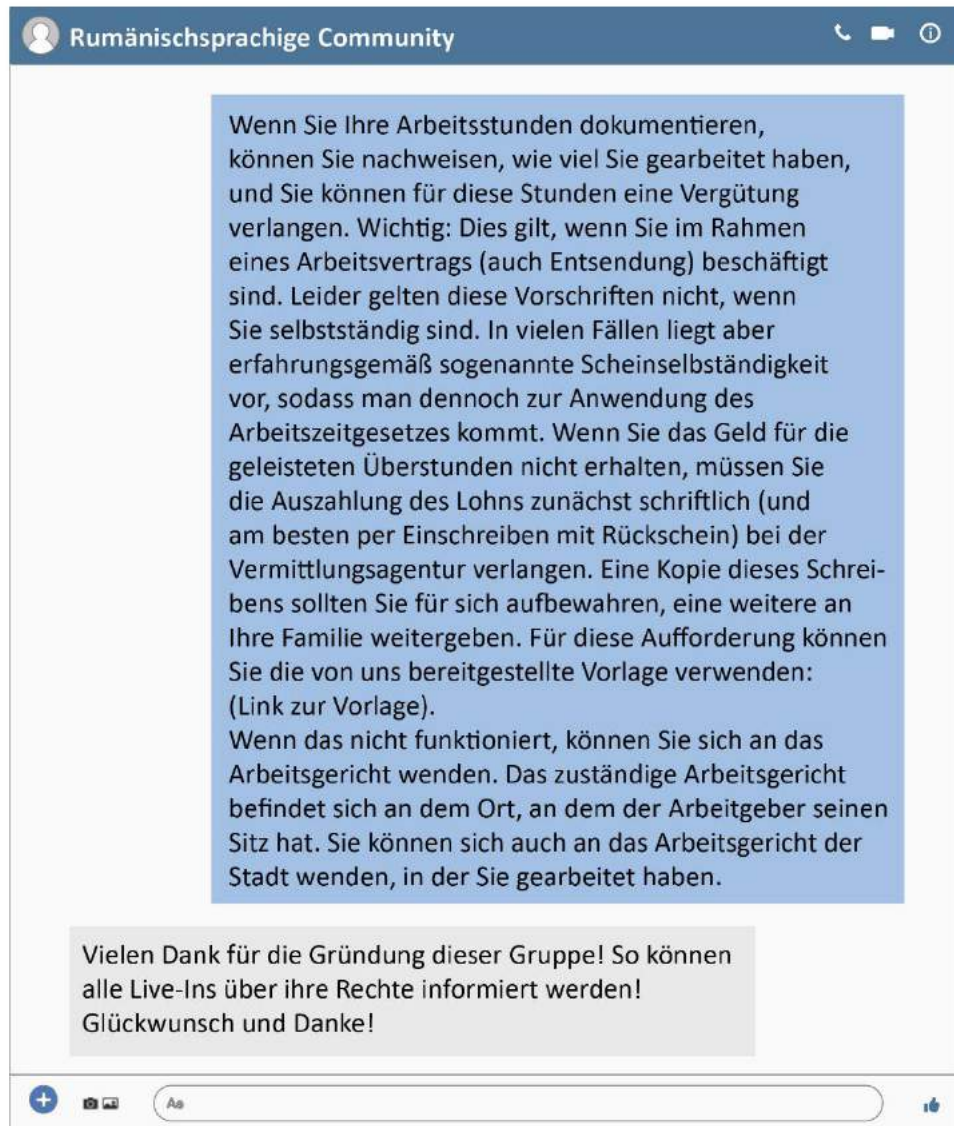 Rumänischsprachige Community
Wenn Sie Ihre Arbeitsstunden dokumentieren,
können Sie nachweisen, wie viel Sie gearbeitet haben,
und Sie können für diese Stunden eine Vergütung
verlangen. Wichtig: Dies gilt, wenn Sie im Rahmen
eines Arbeitsvertrags (auch Entsendung) beschäftigt
sind. Leider gelten diese Vorschriften nicht, wenn
Sie selbstständig sind. In vielen Fällen liegt aber
erfahrungsgemäß sogenannte Scheinselbständigkeit
vor, sodass man dennoch zur Anwendung des
Arbeitszeitgesetzes kommt. Wenn Sie das Geld für die
geleisteten Überstunden nicht erhalten, müssen Sie
die Auszahlung des Lohns zunächst schriftlich (und
am besten per Einschreiben mit Rückschein) bei der
Vermittlungsagentur verlangen. Eine Kopie dieses Schrei-
bens sollten Sie für sich aufbewahren, eine weitere an
Ihre Familie weitergeben. Für diese Aufforderung können
Sie die von uns bereitgestellte Vorlage verwenden:
(Link zur Vorlage).
Wenn das nicht funktioniert, können Sie sich an das
Arbeitsgericht wenden. Das zuständige Arbeitsgericht
befindet sich an dem Ort, an dem der Arbeitgeber seinen
Sitz hat. Sie können sich auch an das Arbeitsgericht der
Stadt wenden, in der Sie gearbeitet haben.
Vielen Dank für die Gründung dieser Gruppe! So können
alle Live-Ins über ihre Rechte informiert werden!
Glückwunsch und Danke!
Aa